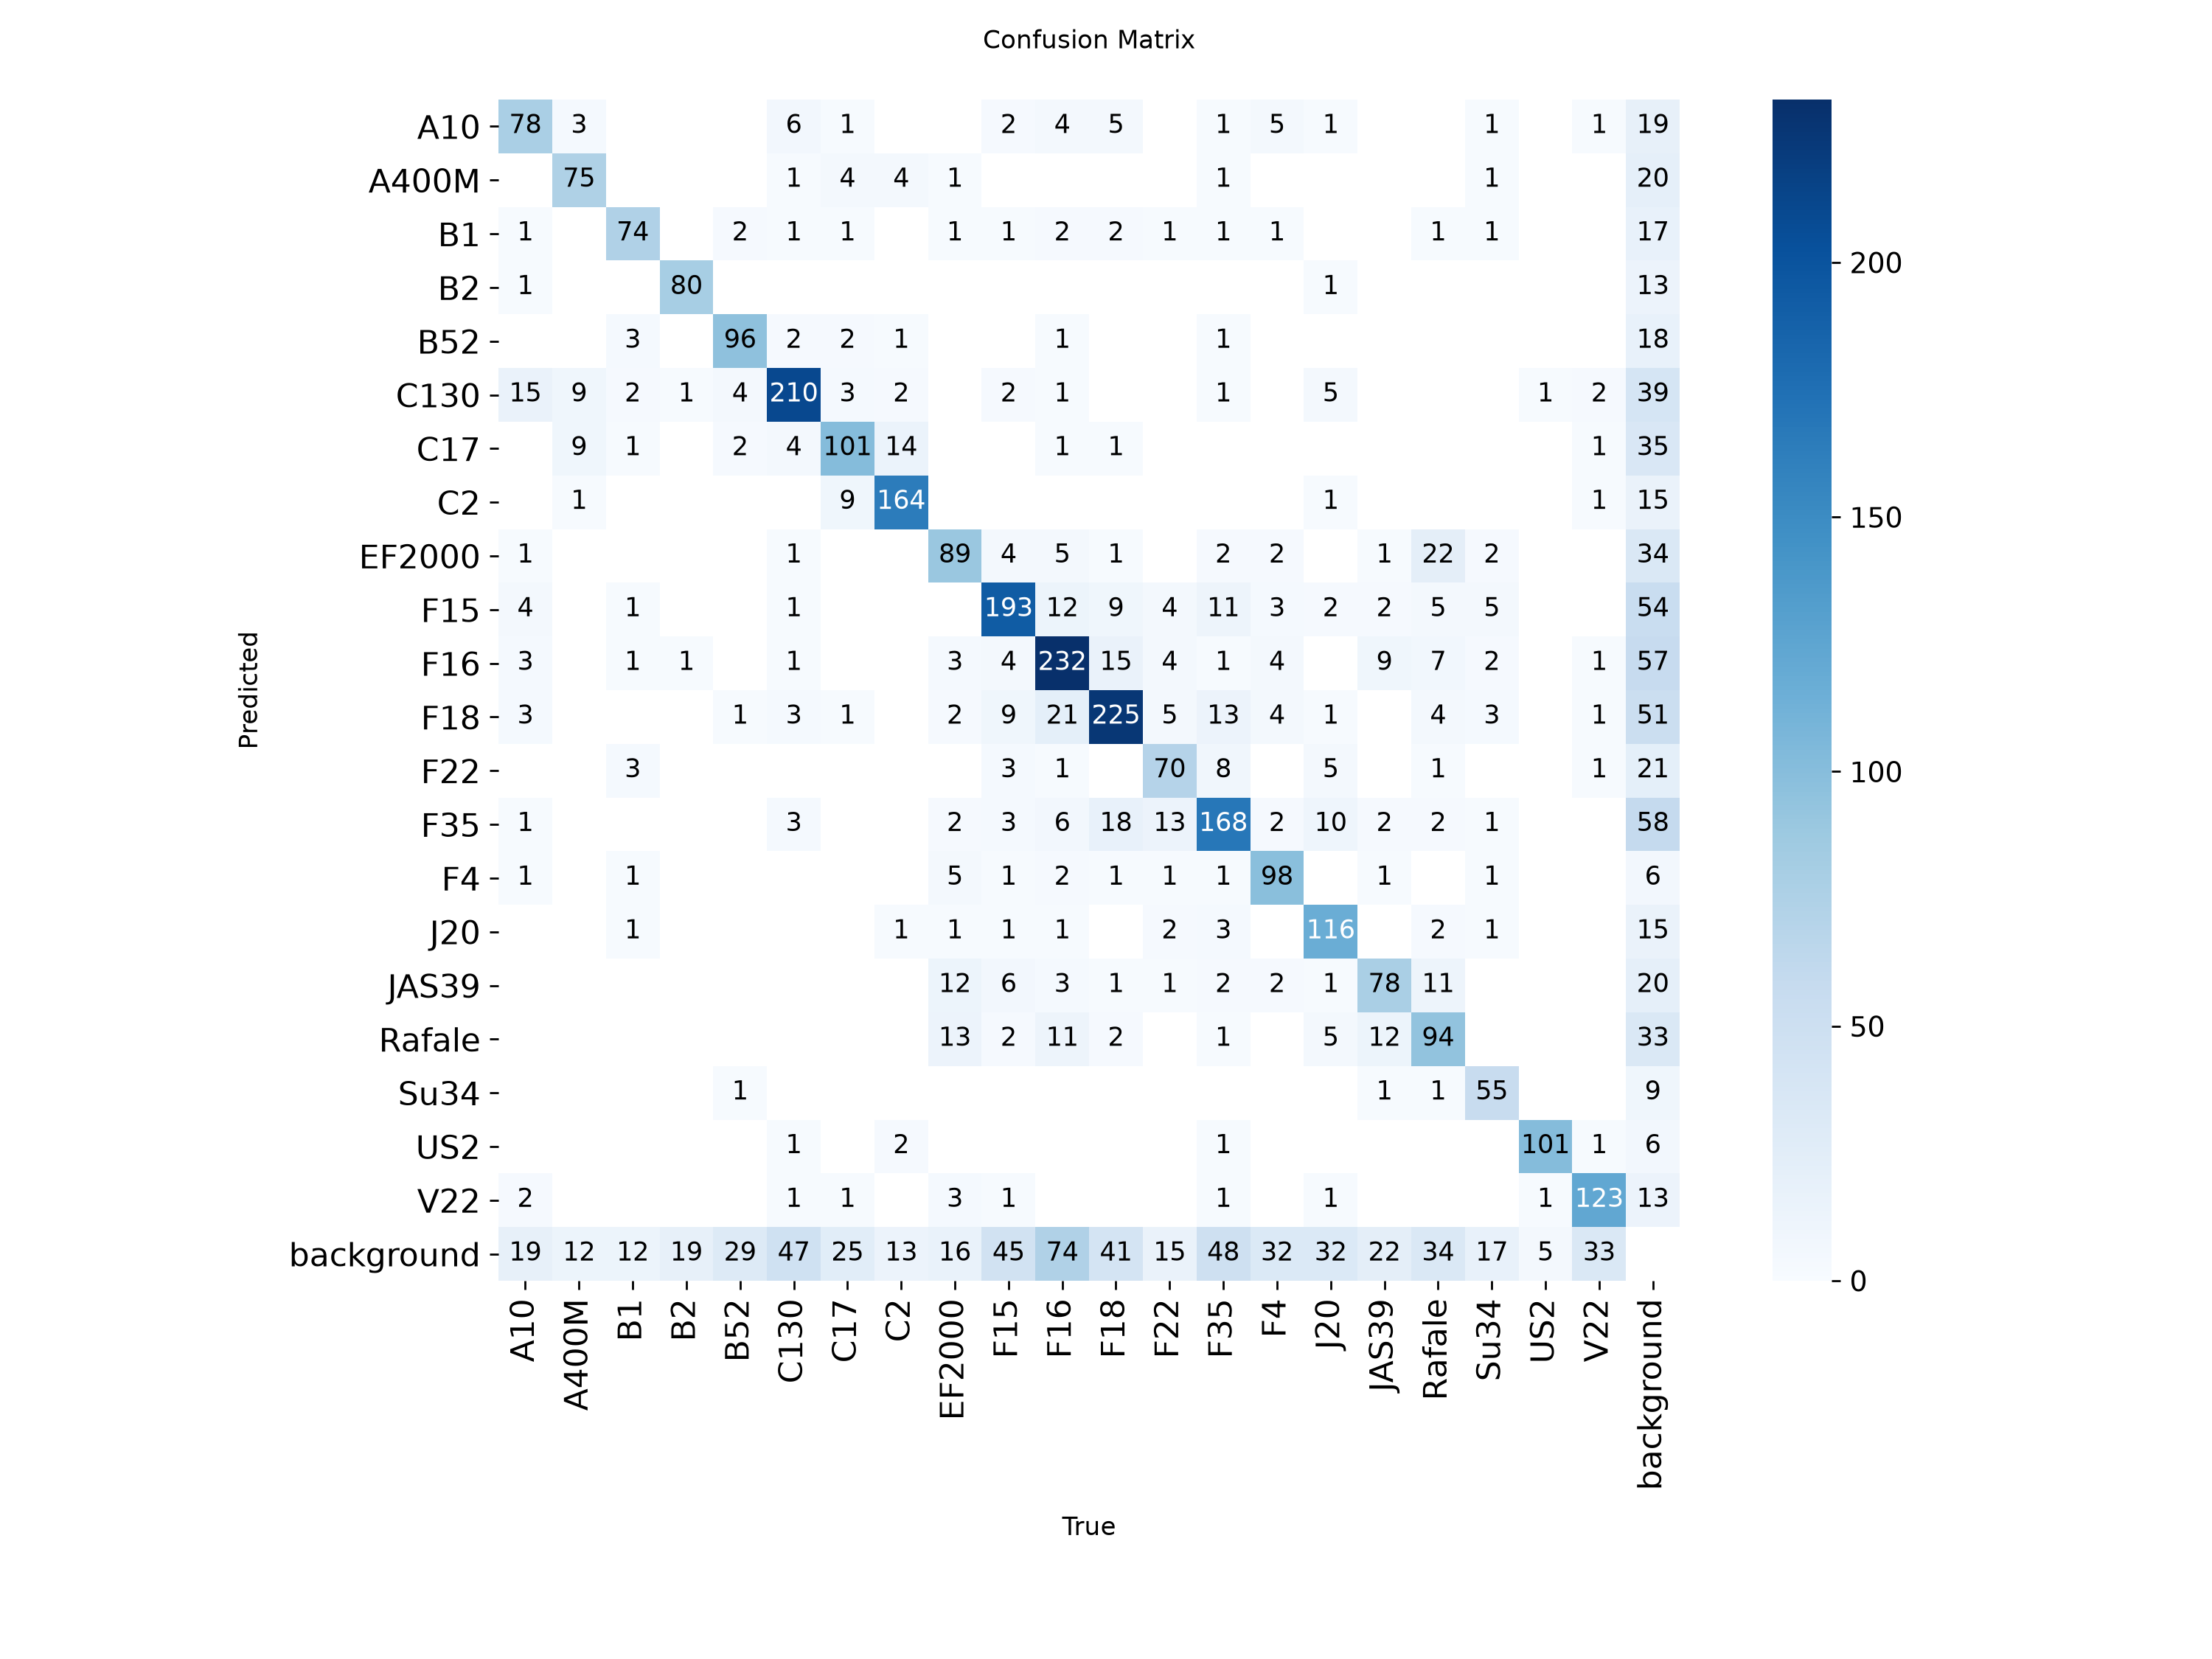 Confusion Matrix
A10 78 3 6 1 2 4 5 1 5 1 1 1 19
A400M 75 1 4 4 1 1 1 20
B1 1 74 2 1 1 1 1 2 2 1 1 1 1 1 17
B2 1 80 1 13
B52 3 96 2 2 1 1 1 18
C130 15 9 2 1 4 210 3 2 2 1 1 5 1 2 39
C17 9 1 2 4 101 14 1 1 1 35
C2 1 9 164 1 1 15
EF2000 1 1 89 4 5 1 2 2 1 22 2 34
F15 4 1 1 193 12 9 4 11 3 2 2 5 5 54
F16 3 1 1 1 3 4 232 15 4 1 4 9 7 2 1 57
F18 3 1 3 1 2 9 21 225 5 13 4 1 4 3 1 51
F22 3 3 1 70 8 5 1 1 21
F35 1 3 2 3 6 18 13 168 2 10 2 2 1 58
F4 1 1 5 1 2 1 1 1 98 1 1 6
J20 1 1 1 1 1 2 3 116 2 1 15
JAS39 12 6 3 1 1 2 2 1 78 11 20
Rafale 13 2 11 2 1 5 12 94 33
Su34 1 1 1 55 9
US2 1 2 1 101 1 6
V22 2 1 1 3 1 1 1 1 123 13
background 19 12 12 19 29 47 25 13 16 45 74 41 15 48 32 32 22 34 17 5 33
A10 A400M B1 B2 B52 C130 C17 C2 EF2000 F15 F16 F18 F22 F35 F4 J20 JAS39 Rafale Su34 US2 V22 background
True
Predicted
200
150
100
50
0